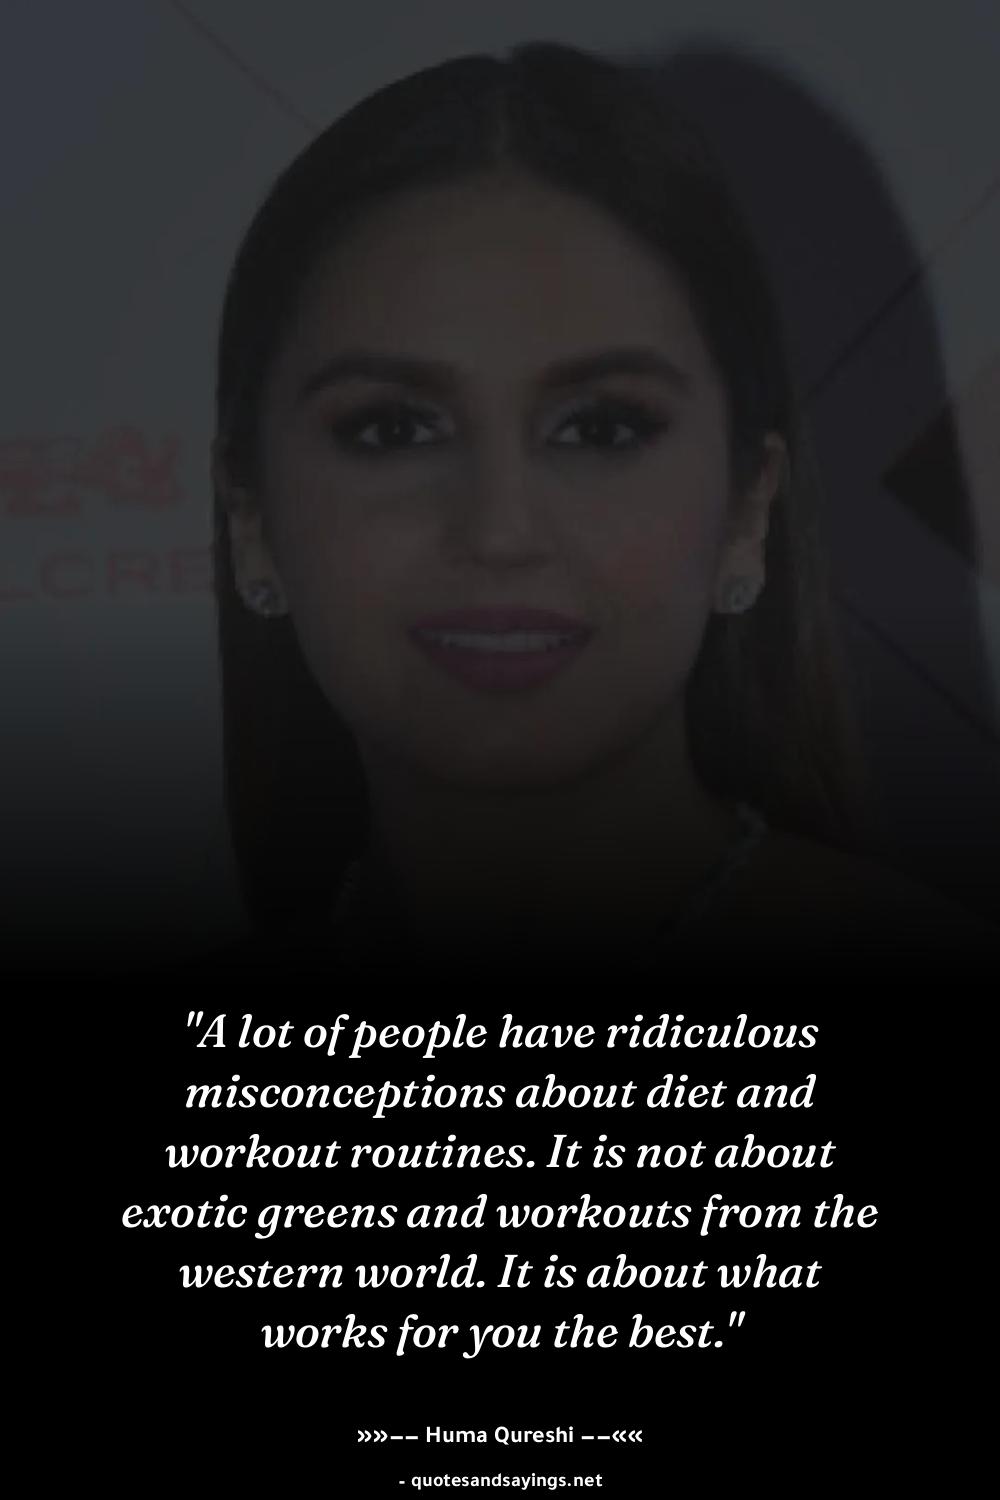 LCRE
"A lot of people have ridiculous
misconceptions about diet and
workout routines. It is not about
exotic greens and workouts from the
western world. It is about what
works for you the best."
»»−− Huma Qureshi −−««
- quotesandsayings.net